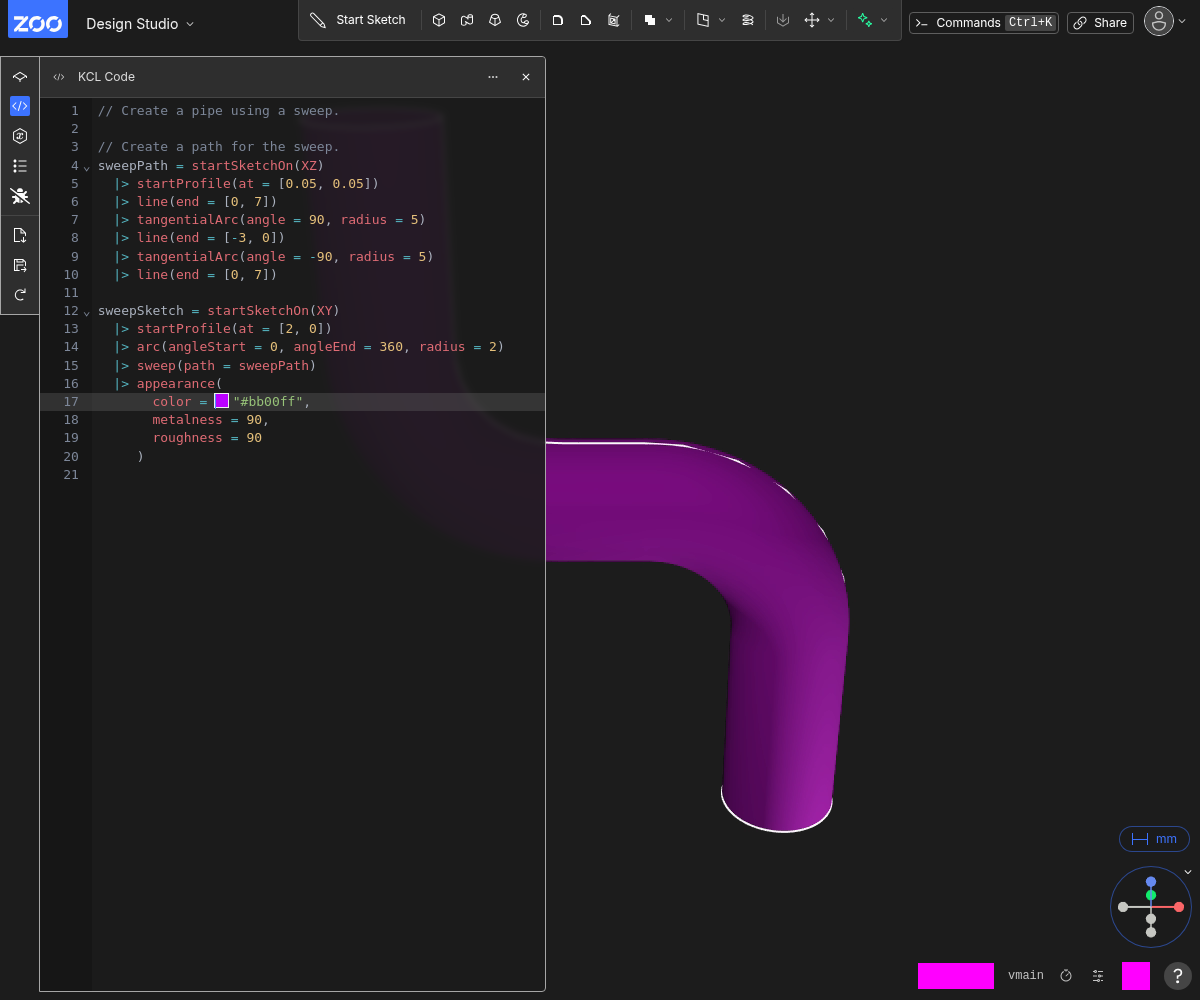 ZOO
Design Studio
Start Sketch
Commands Ctrl+K
Share
KCL Code
1 // Create a pipe using a sweep.
2
3 // Create a path for the sweep.
4 sweepPath = startSketchOn(XZ)
5 |> startProfile(at = [0.05, 0.05])
6 |> line(end = [0, 7])
7 |> tangentialArc(angle = 90, radius = 5)
8 |> line(end = [-3, 0])
9 |> tangentialArc(angle = -90, radius = 5)
10 |> line(end = [0, 7])
11
12 sweepSketch = startSketchOn(XY)
13 |> startProfile(at = [2, 0])
14 |> arc(angleStart = 0, angleEnd = 360, radius = 2)
15 |> sweep(path = sweepPath)
16 |> appearance(
17 color = "#bb00ff",
18 metalness = 90,
19 roughness = 90
20 )
21
mm
vmain
?